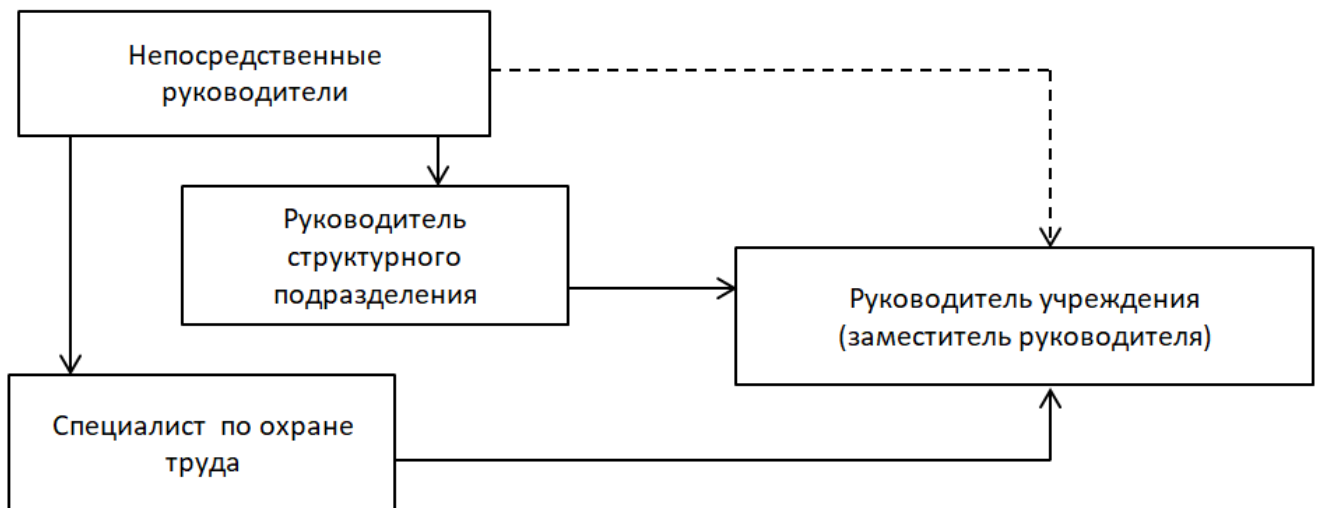 Непосредственные
руководители
Руководитель
структурного
подразделения
Руководитель учреждения
(заместитель руководителя)
Специалист по охране
труда